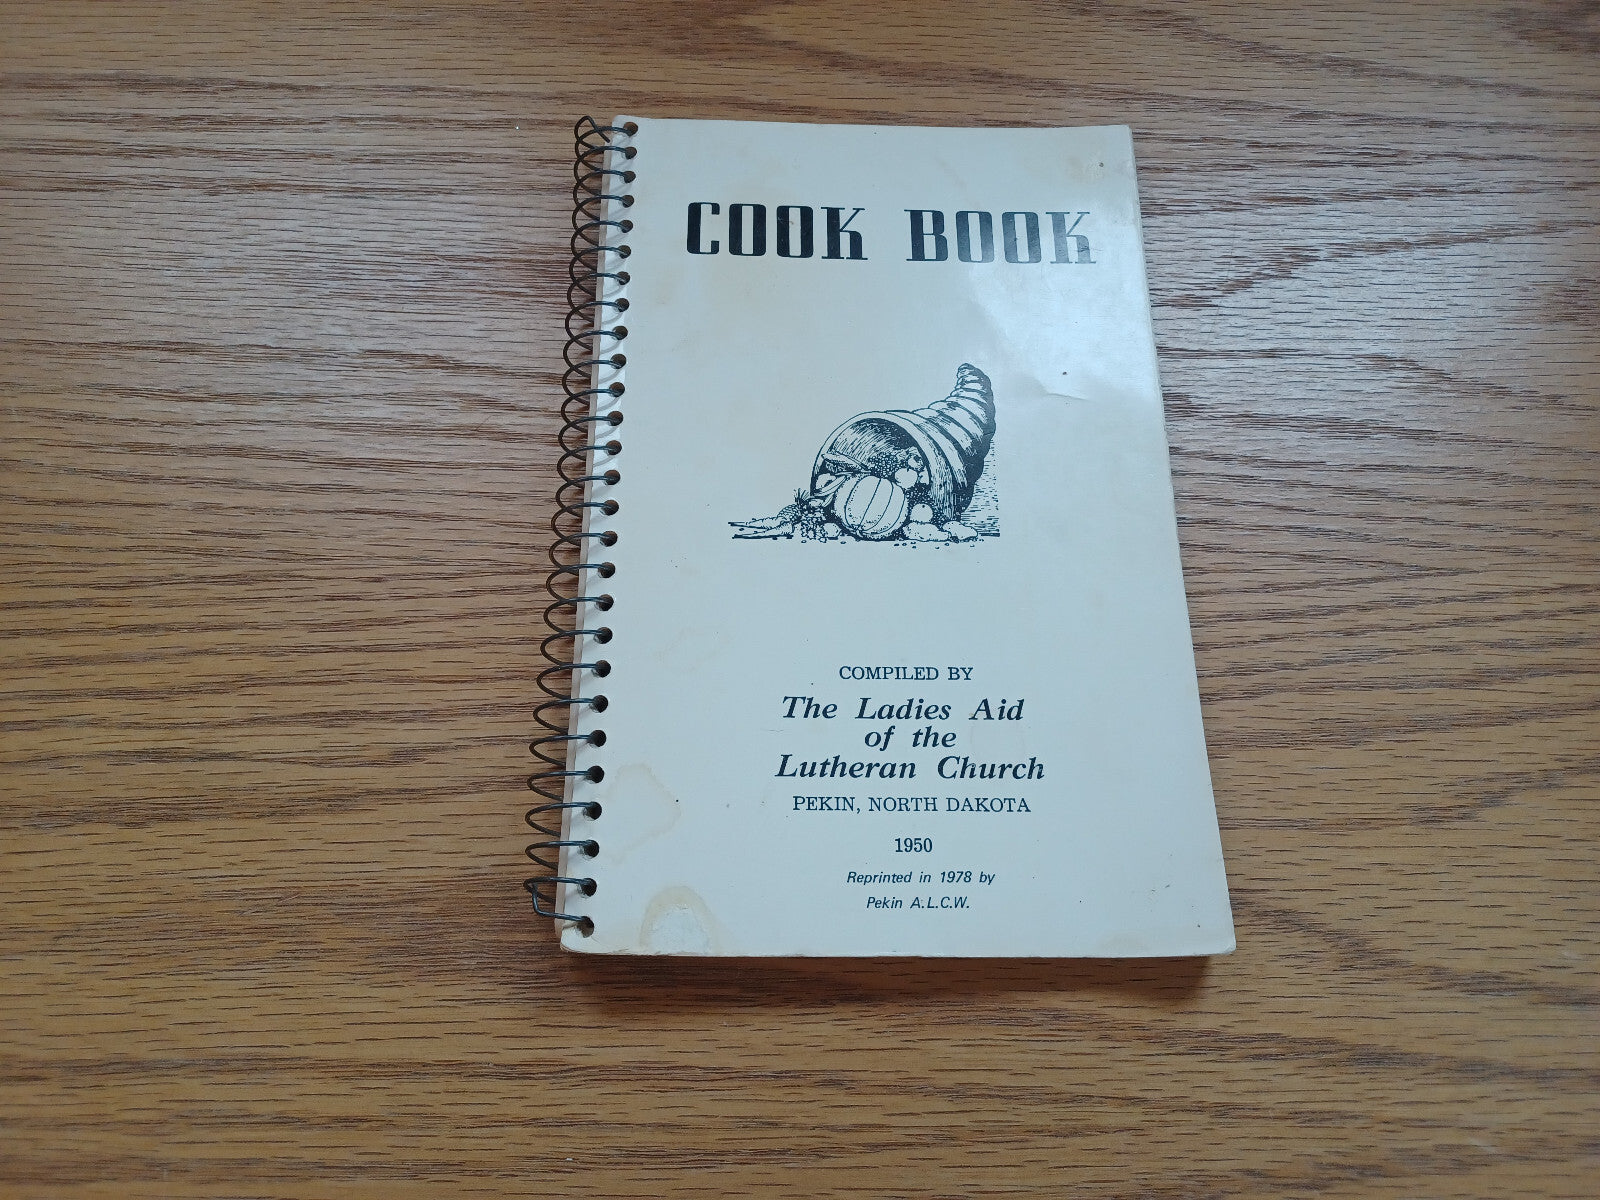 COOK BOOK
COMPILED BY
The Ladies Aid
of the
Lutheran Church
PEKIN, NORTH DAKOTA
1950
Reprinted in 1978 by
Pekin A.L.C.W.